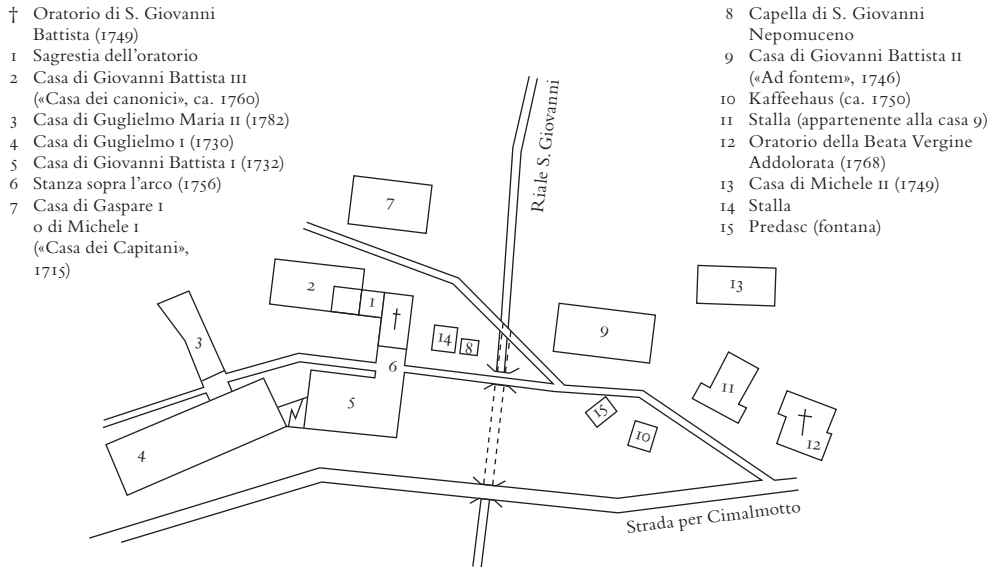 † Oratorio di S. Giovanni
Battista (1749)
1 Sagrestia dell’oratorio
2 Casa di Giovanni Battista III
(«Casa dei canonici», ca. 1760)
3 Casa di Guglielmo Maria II (1782)
4 Casa di Guglielmo I (1730)
5 Casa di Giovanni Battista I (1732)
6 Stanza sopra l’arco (1756)
7 Casa di Gaspare I
o di Michele I
(«Casa dei Capitani»,
1715)
8 Capella di S. Giovanni
Nepomuceno
9 Casa di Giovanni Battista II
(«Ad fontem», 1746)
10 Kaffeehaus (ca. 1750)
11 Stalla (appartenente alla casa 9)
12 Oratorio della Beata Vergine
Addolorata (1768)
13 Casa di Michele II (1749)
14 Stalla
15 Predasc (fontana)
Riale S. Giovanni
7
13
2
1
†
3
14
8
9
6
11
5
15
10
†
12
4
Strada per Cimalmotto